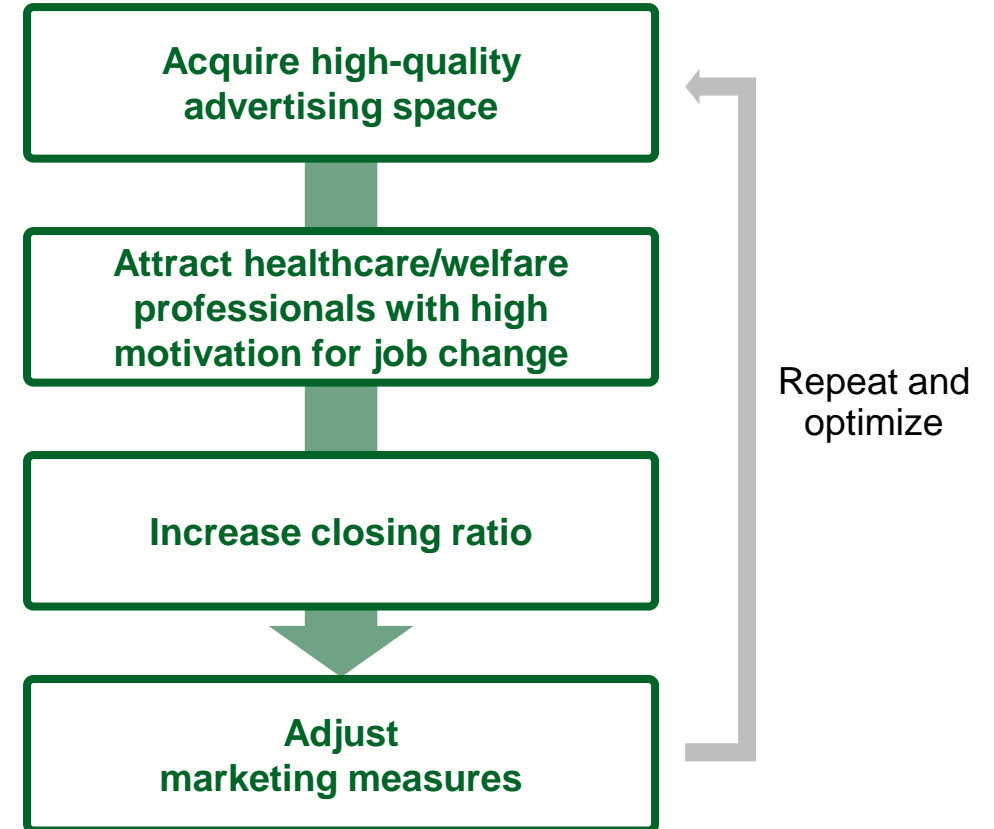 Acquire high-quality
advertising space
Attract healthcare/welfare
professionals with high
motivation for job change
Repeat and
optimize
Increase closing ratio
Adjust
marketing measures